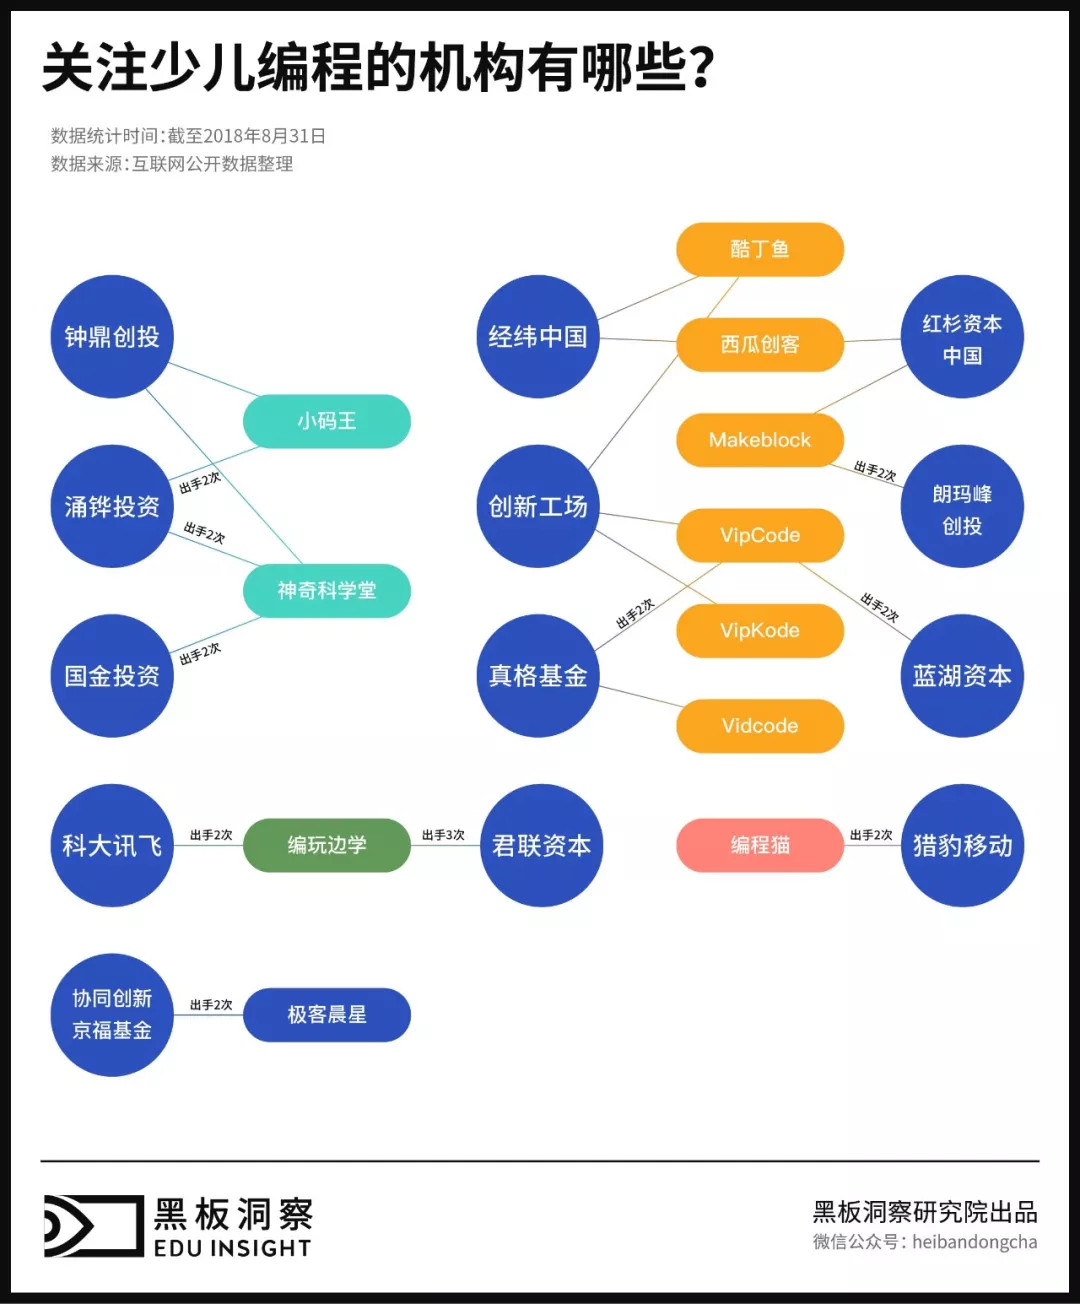 关注少儿编程的机构有哪些?
数据统计时间:截至2018年8月31日
数据来源:互联网公开数据整理
酷丁鱼
钟鼎创投
经纬中国
西瓜创客
红杉资本
中国
小码王
Makeblock
出手2次
出手2次
涌铧投资
创新工场
朗玛峰
创投
出手2次
VipCode
神奇科学堂
出手2次
出手2次
VipKode
出手2次
国金投资
真格基金
蓝湖资本
Vidcode
科大讯飞
出手2次
编玩边学
出手3次
君联资本
编程猫
出手2次
猎豹移动
协同创新
京福基金
出手2次
极客晨星
黑板洞察
EDU INSIGHT
黑板洞察研究院出品
微信公众号: heibandongcha